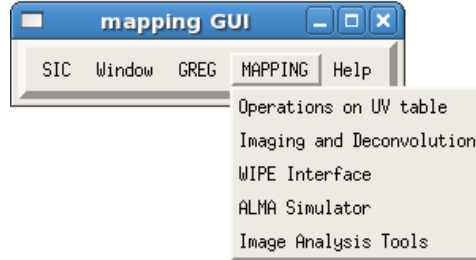 mapping GUI
SIC Window GREG MAPPING Help
Operations on UV table
Imaging and Deconvolution
WIPE Interface
ALMA Simulator
Image Analysis Tools